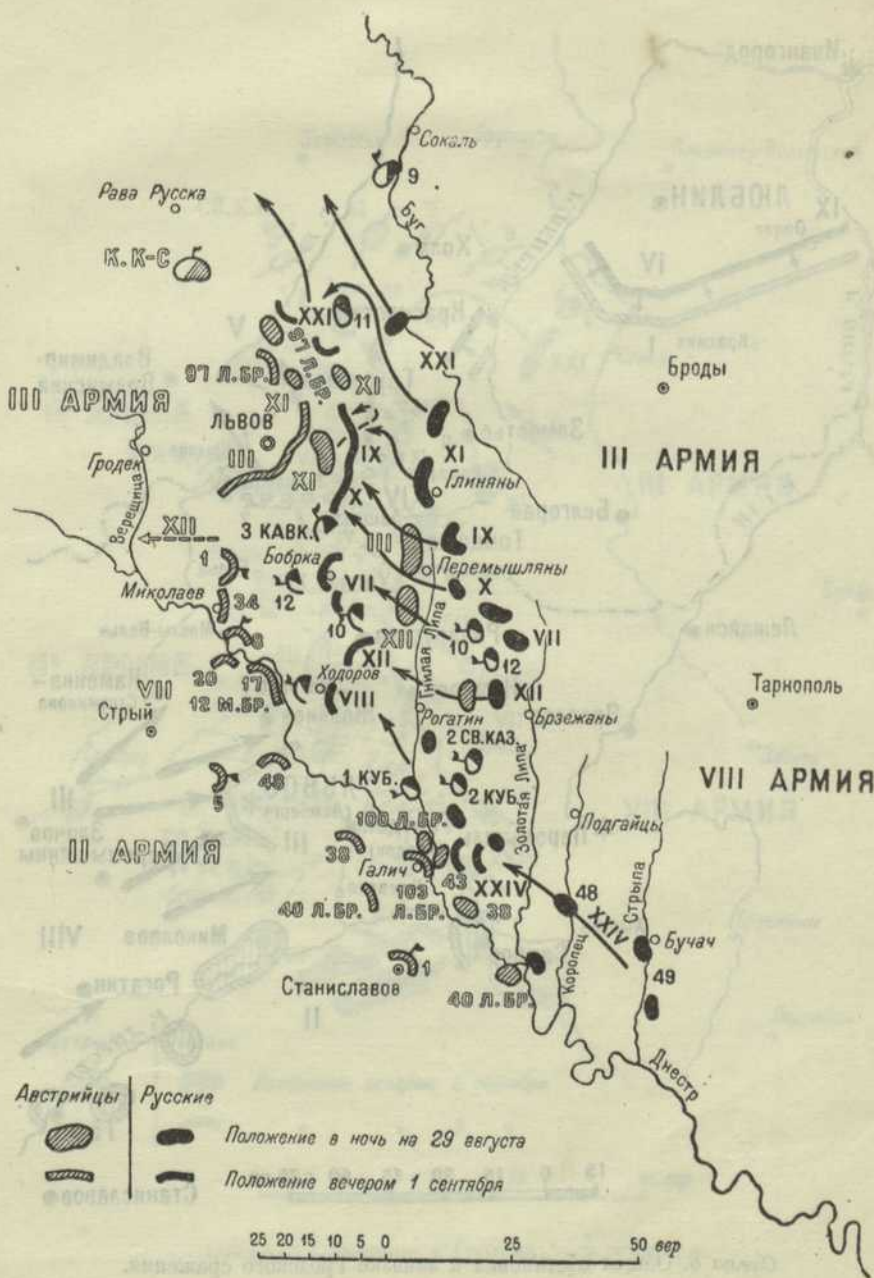 Сокаль
9
Рава Русска
Буг
К. К-С
XXI
11
97 Л. БР.
XXI
Броды
97 Л. БР.
XI
III АРМИЯ
XI
ЛЬВОВ
XI
III АРМИЯ
Гродек
III
IX
Глиняны
Верещица
XI
X
XII
3 КАВК.
III
IX
1
Бобрка
Перемышляны
Миколаев
34
12
VII
X
8
10
XII
Гнилая Липа
10
VII
12
VII
20
17
XII
Ходоров
XII
Тарнополь
Стрый
12 М. БР.
VIII
Рогатин
Брзежаны
2 СВ. КАЗ.
VIII АРМИЯ
48
1 КУБ.
5
2 КУБ.
Золотая Липа
Подгайцы
100 Л. БР.
II АРМИЯ
38
Стрыпа
Галич
43
48
103
Л. БР.
XXIV
XXIV
40 Л. БР.
38
Бучач
Коропец
1
49
Станиславов
40 Л. БР.
Днестр
Австрийцы
Русские
Положение в ночь на 29 августа
Положение вечером 1 сентября
25 20 15 10 5 0 25 50 вер